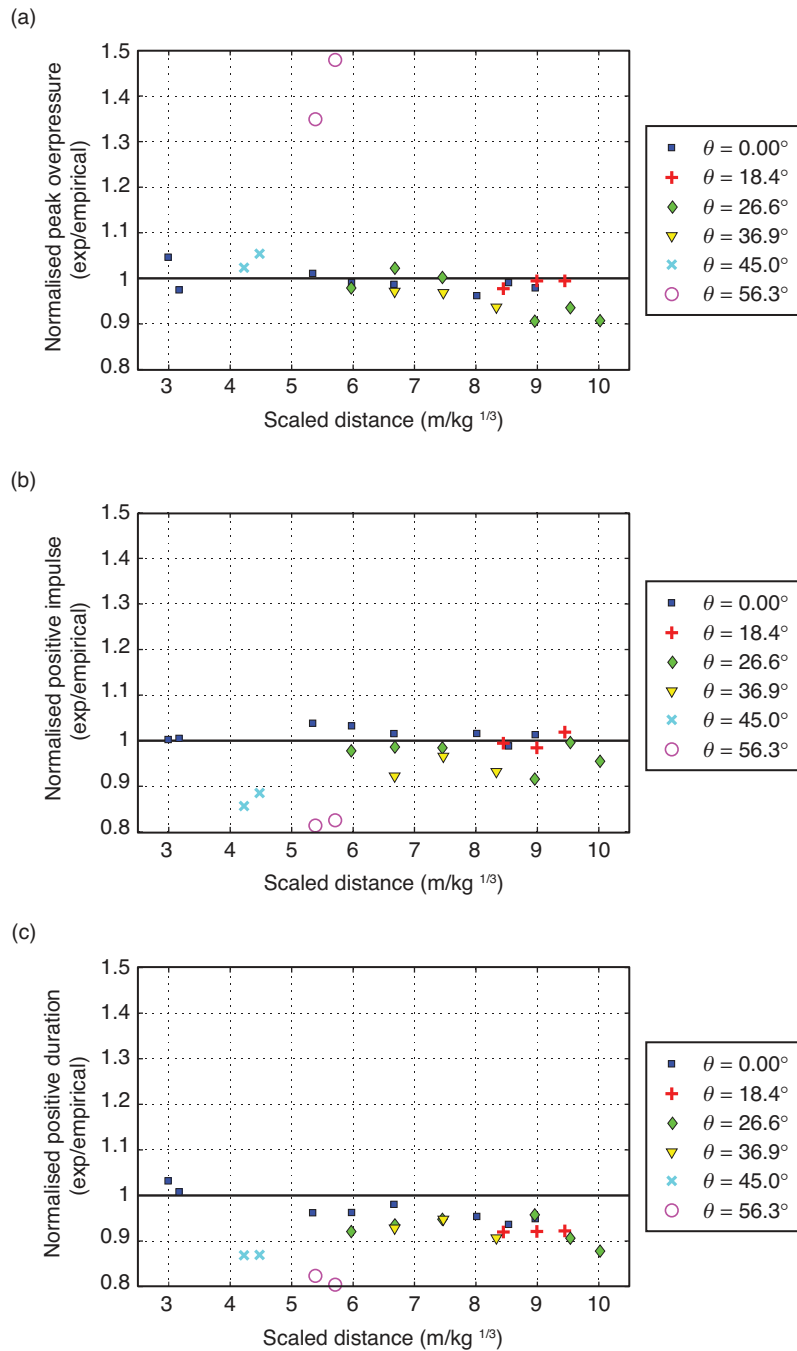 (a)
Normalised peak overpressure
(exp/empirical)
1.5
1.4
1.3
1.2
1.1
1
0.9
0.8
3 4 5 6 7 8 9 10
Scaled distance (m/kg 1/3)
θ = 0.00°
θ = 18.4°
θ = 26.6°
θ = 36.9°
θ = 45.0°
θ = 56.3°
(b)
Normalised positive impulse
(exp/empirical)
1.5
1.4
1.3
1.2
1.1
1
0.9
0.8
3 4 5 6 7 8 9 10
Scaled distance (m/kg 1/3)
θ = 0.00°
θ = 18.4°
θ = 26.6°
θ = 36.9°
θ = 45.0°
θ = 56.3°
(c)
Normalised positive duration
(exp/empirical)
1.5
1.4
1.3
1.2
1.1
1
0.9
0.8
3 4 5 6 7 8 9 10
Scaled distance (m/kg 1/3)
θ = 0.00°
θ = 18.4°
θ = 26.6°
θ = 36.9°
θ = 45.0°
θ = 56.3°